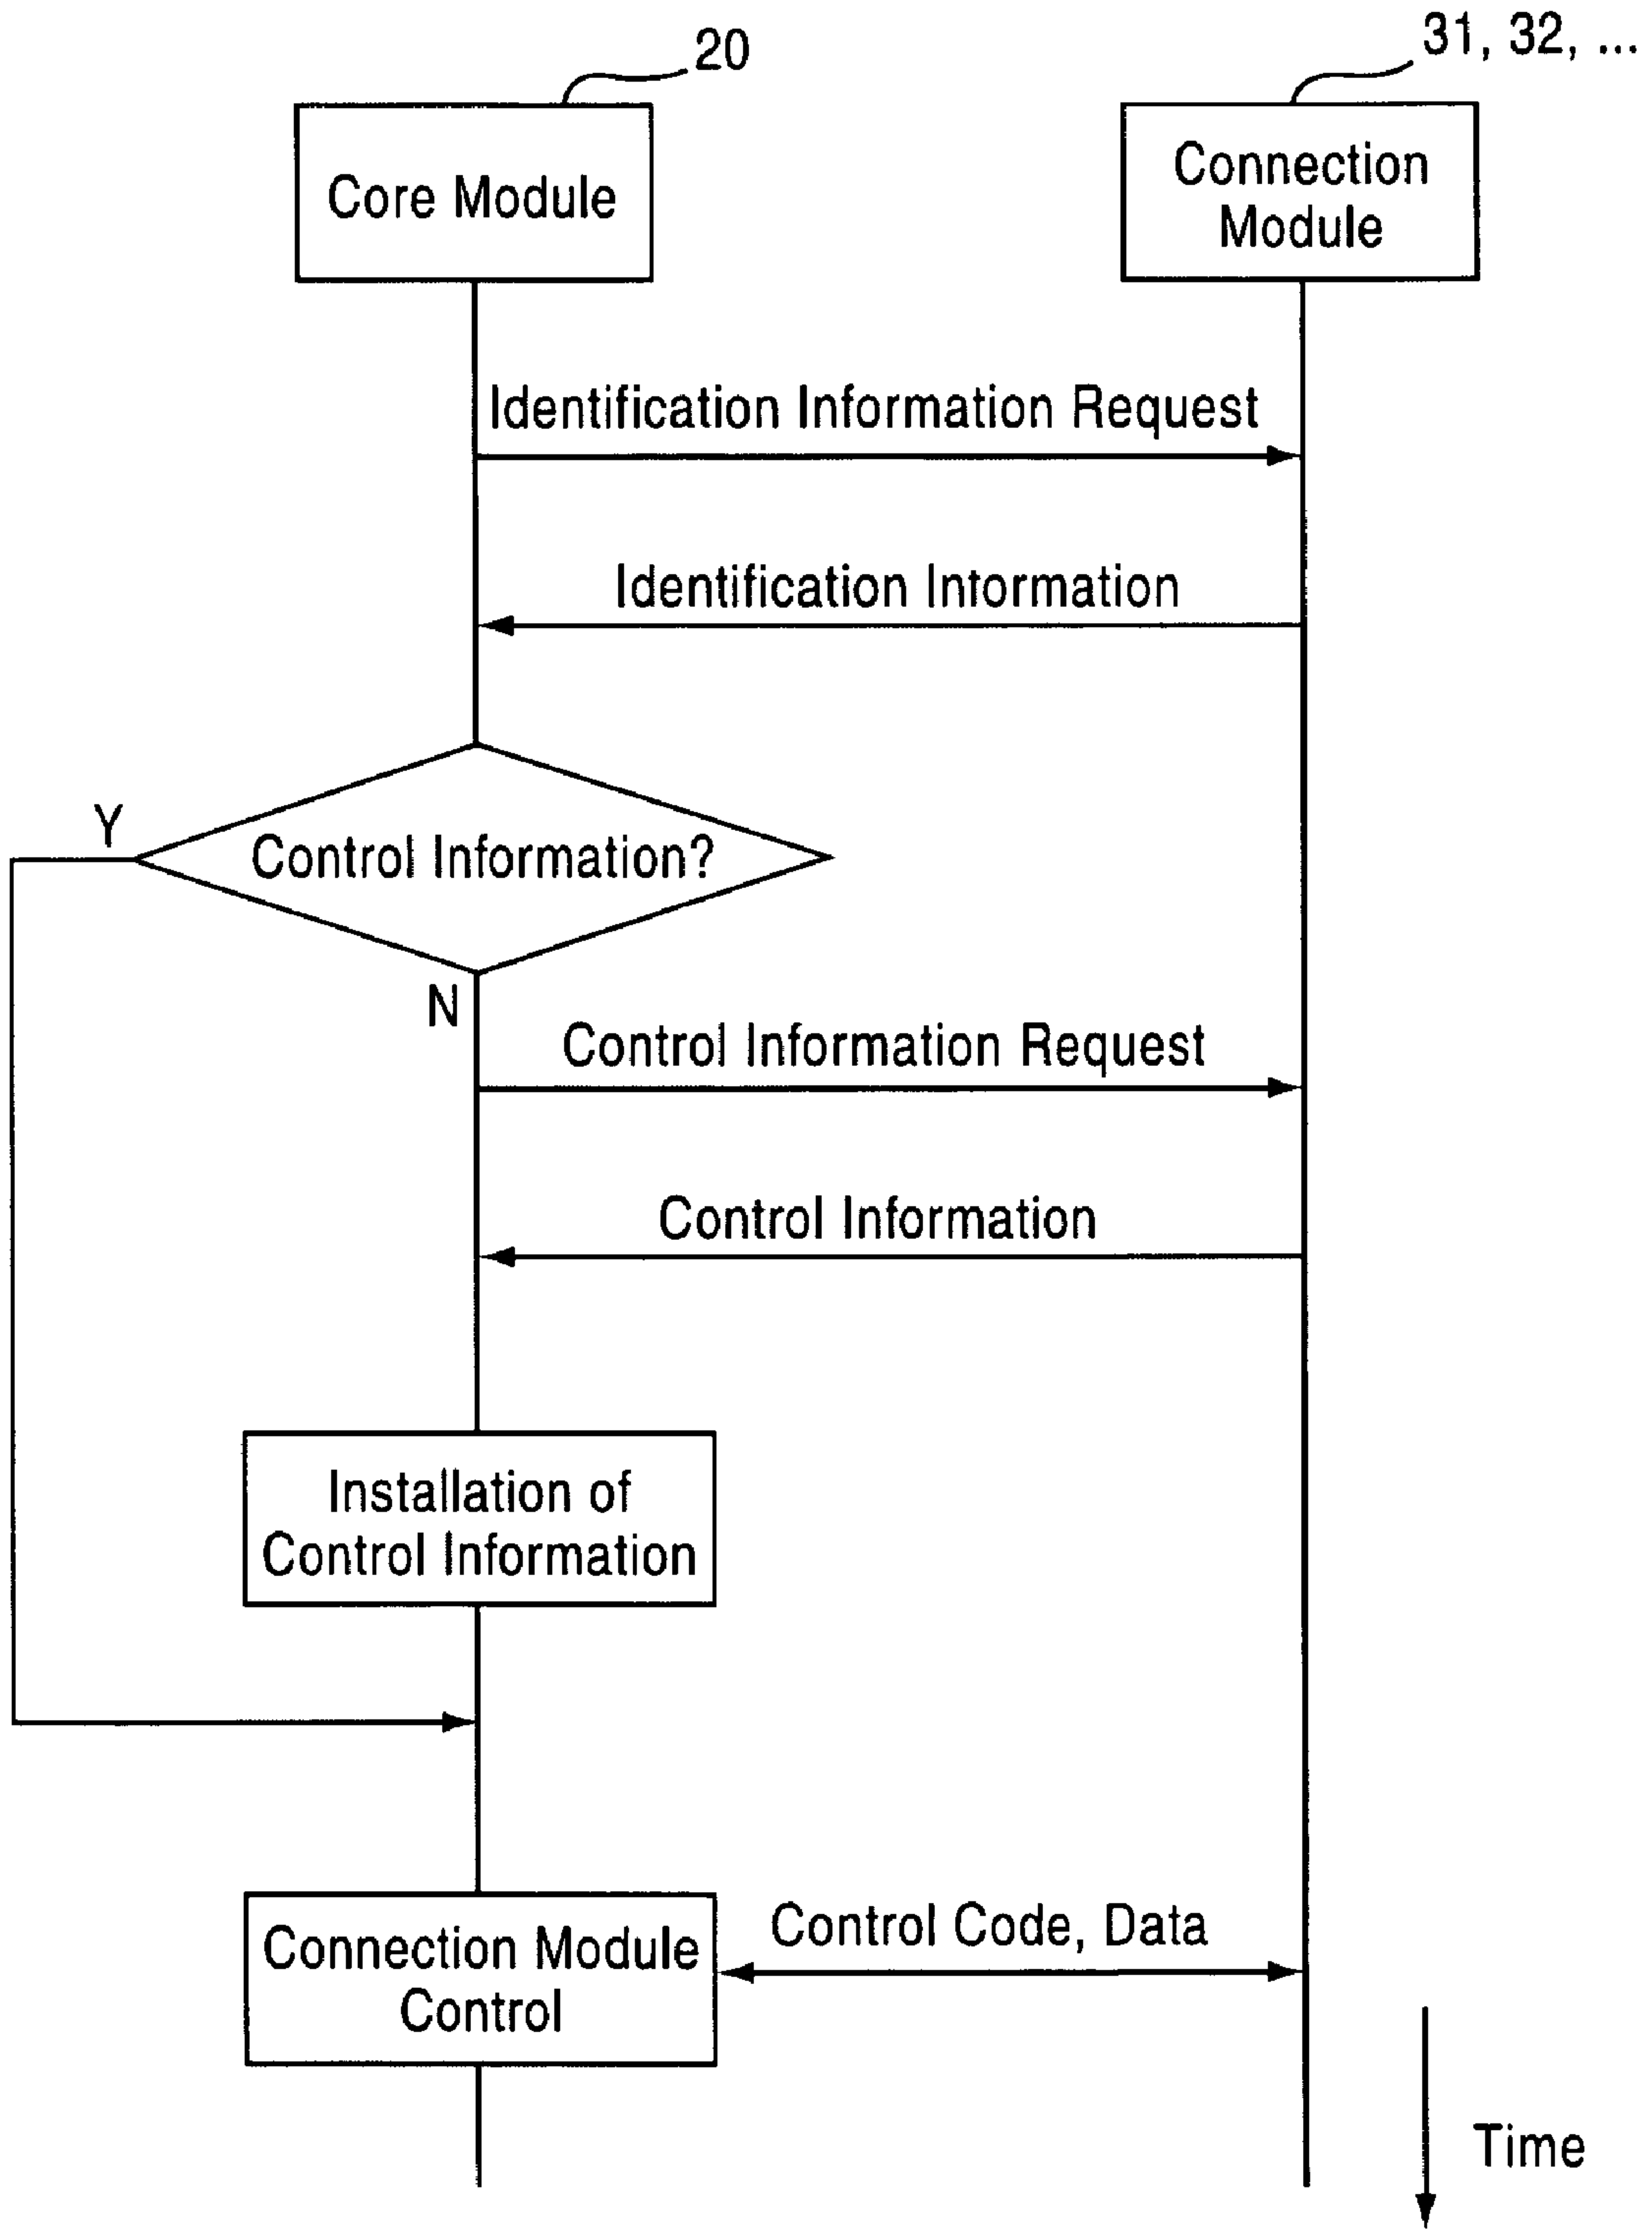 20
31, 32, ...
Core Module
Connection
Module
Identification Information Request
Identification Intormation
Y
Control Information?
N
Control Information Request
Control Information
Installation of
Control Information
Connection Module
Control
Control Code, Data
Time